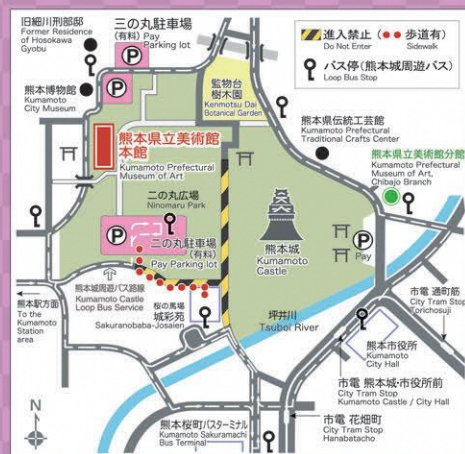 旧細川刑部邸
Former Residence
of Hosokawa
Gyobu
三の丸駐車場
(有料) Pay
Parking lot
P
P
熊本博物館
Kumamoto
City Museum
監物台
樹木園
Kenmotsu Dai
Botanical Garden
進入禁止
Do Not Enter
歩道有)
Sidewalk
バス停(熊本城周遊バス)
Loop Bus Stop
熊本県伝統工芸館
Kumamoto Prefectural
Traditional Crafts Center
熊本県立美術館
本館
Kumamoto Prefectural
Museum of Art
熊本県立美術館分館
Kumamoto Prefectural
Museum of Art,
Chibajo Branch
二の丸広場
Ninomaru Park
P
二の丸駐車場
(有料)
Pay Parking lot
熊本城
Kumamoto
Castle
P
Pay
熊本城周遊バス路線
Kumamoto Castle
Loop Bus Service
桜の馬場
城彩苑
Sakuranobaba-Josaien
坪井川
Tsuboi River
熊本駅方面
To the
Kumamoto
Station
area
市電 通町筋
City Tram Stop
Torichosuji
熊本市役所
Kumamoto
City Hall
市電 熊本城・市役所前
City Tram Stop
Kumamoto Castle / City Hall
市電 花畑町
City Tram Stop
Hanabatacho
熊本桜町バスターミナル
Kumamoto Sakuramachi
Bus Terminal
N